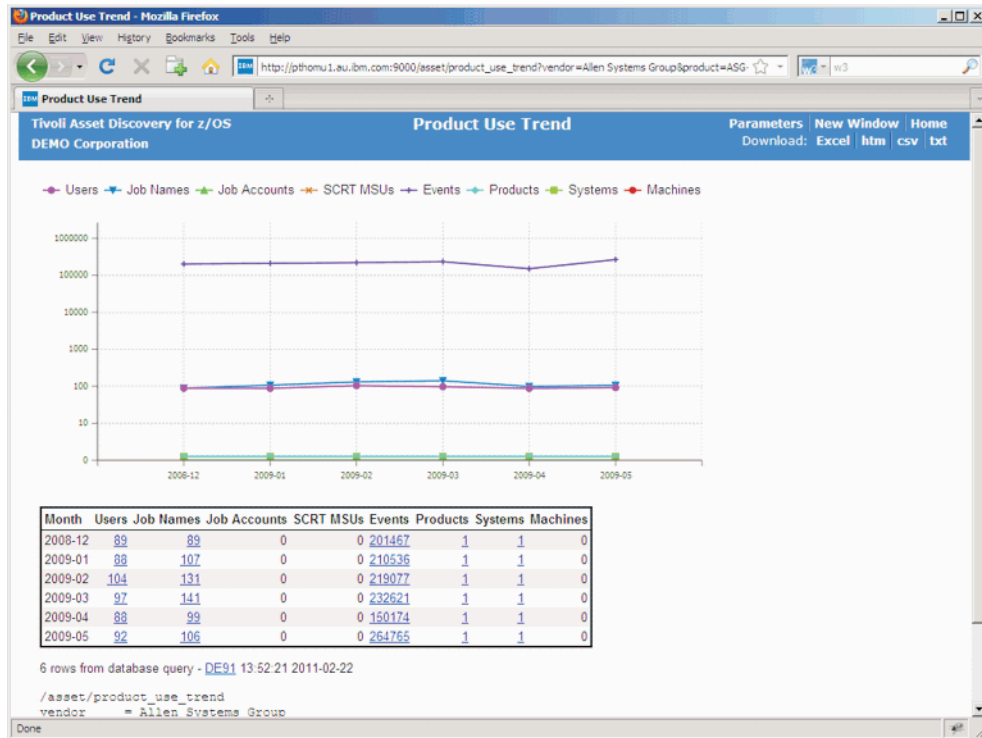 Product Use Trend - Mozilla Firefox
File Edit View History Bookmarks Tools Help
IBM http://pthomu1.au.ibm.com:9000/asset/product_use_trend?vendor=Allen Systems Group&product=ASG- w3
IBM Product Use Trend
Tivoli Asset Discovery for z/OS Product Use Trend Parameters New Window Home
DEMO Corporation Download: Excel htm csv txt
Users Job Names Job Accounts SCRT MSUs Events Products Systems Machines
1000000
100000
10000
1000
100
10
0
2008-12 2009-01 2009-02 2009-03 2009-04 2009-05
Month Users Job Names Job Accounts SCRT MSUs Events Products Systems Machines
2008-12 89 89 0 0 201467 1 1 0
2009-01 88 107 0 0 210536 1 1 0
2009-02 104 131 0 0 219077 1 1 0
2009-03 97 141 0 0 232621 1 1 0
2009-04 88 99 0 0 150174 1 1 0
2009-05 92 106 0 0 264765 1 1 0
6 rows from database query - DE91 13:52:21 2011-02-22
/asset/product_use_trend
vendor = Allen Systems Group
Done